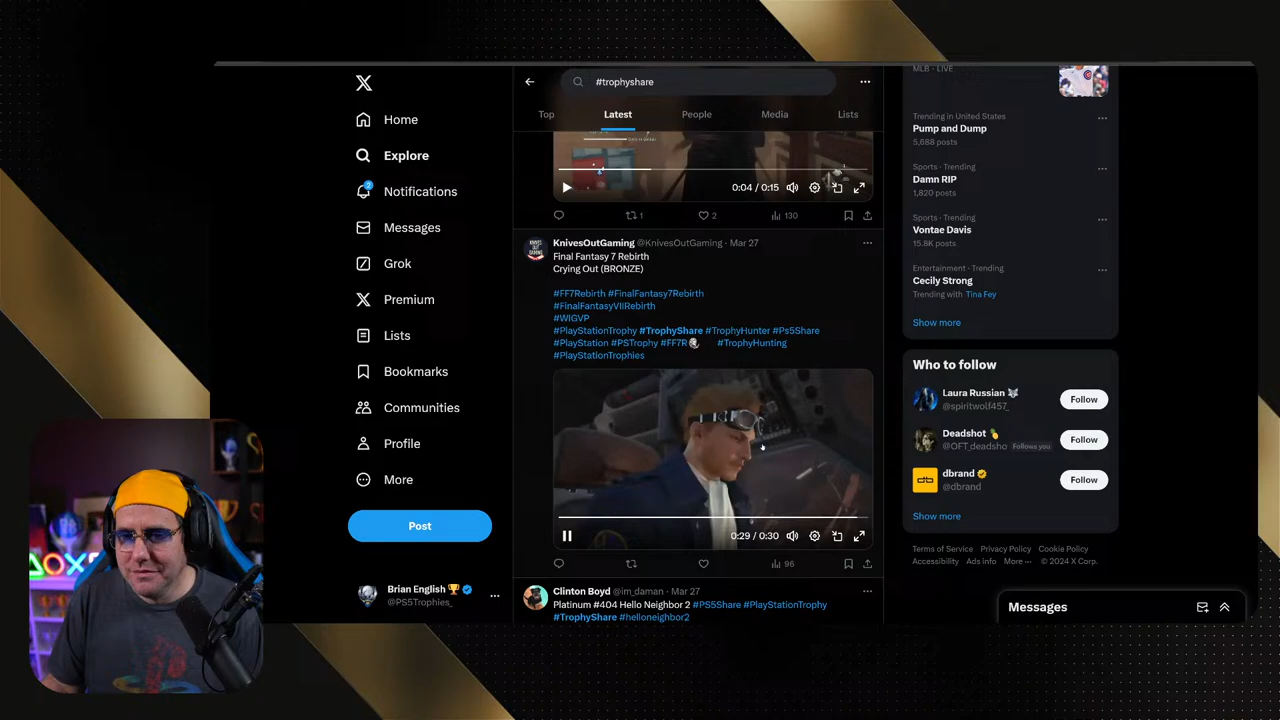 Home
Explore
2
Notifications
Messages
Grok
Premium
Lists
Bookmarks
Communities
Profile
More
Post
Brian English
@PS5Trophies_
#trophyshare
Top
Latest
People
Media
Lists
0:04 / 0:15
1
2
130
KnivesOutGaming @KnivesOutGaming · Mar 27
Final Fantasy 7 Rebirth
Crying Out (BRONZE)
#FF7Rebirth #FinalFantasy7Rebirth
#FinalFantasyVIIRebirth
#WIGVP
#PlayStationTrophy #TrophyShare #TrophyHunter #Ps5Share
#PlayStation #PSTrophy #FF7R #TrophyHunting
#PlayStationTrophies
0:29 / 0:30
96
Clinton Boyd @im_daman · Mar 27
Platinum #404 Hello Neighbor 2 #PS5Share #PlayStationTrophy
#TrophyShare #helloneighbor2
MLB · LIVE
Trending in United States
Pump and Dump
5,688 posts
Sports · Trending
Damn RIP
1,820 posts
Sports · Trending
Vontae Davis
15.8K posts
Entertainment · Trending
Cecily Strong
Trending with Tina Fey
Show more
Who to follow
Laura Russian
@spiritwolf457_
Follow
Deadshot
@OFT_deadsho Follows you
Follow
dbrand
@dbrand
Follow
Show more
Terms of Service Privacy Policy Cookie Policy
Accessibility Ads info More ··· © 2024 X Corp.
Messages